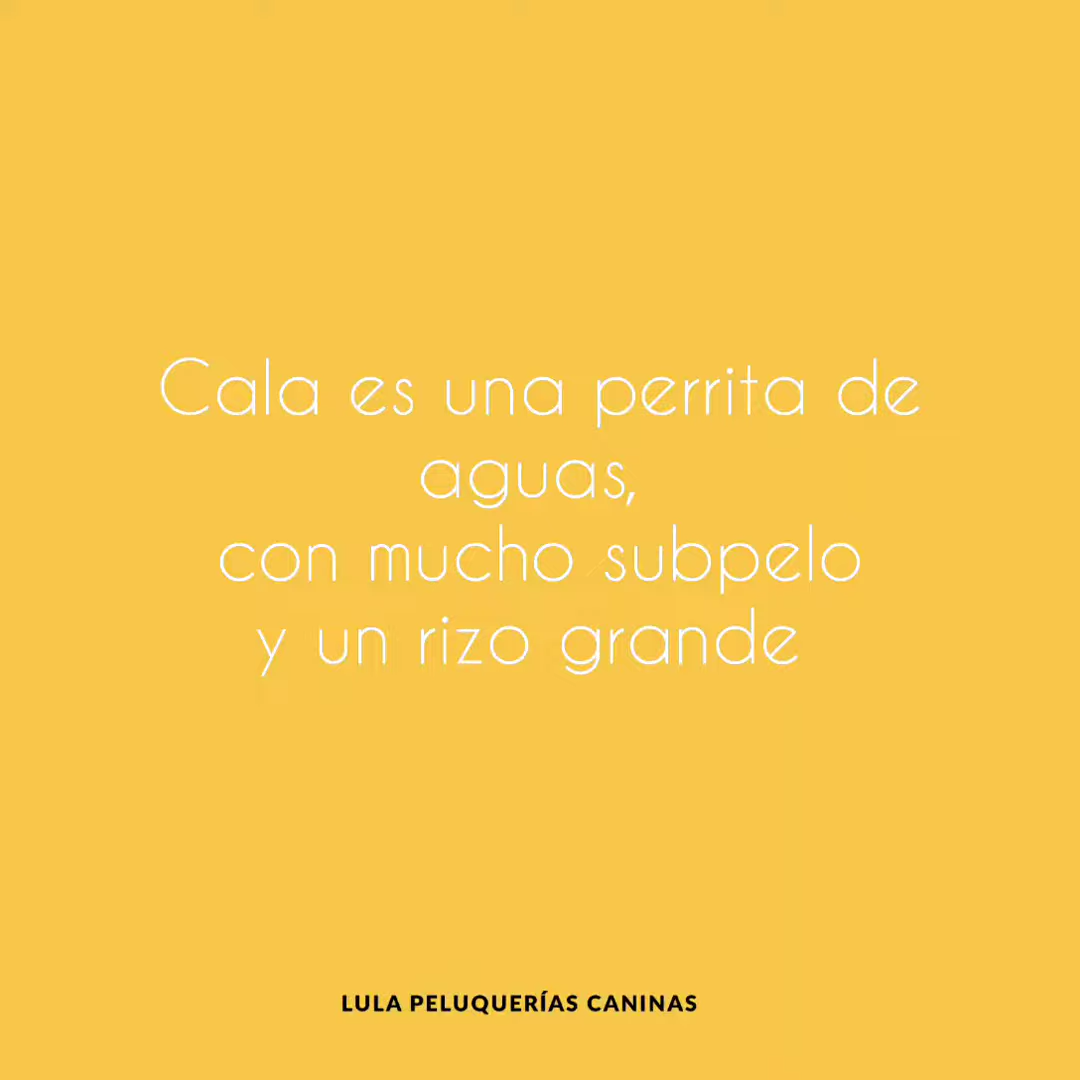 Cala es una perrita de
aguas,
con mucho subpelo
y un rizo grande
LULA PELUQUERÍAS CANINAS